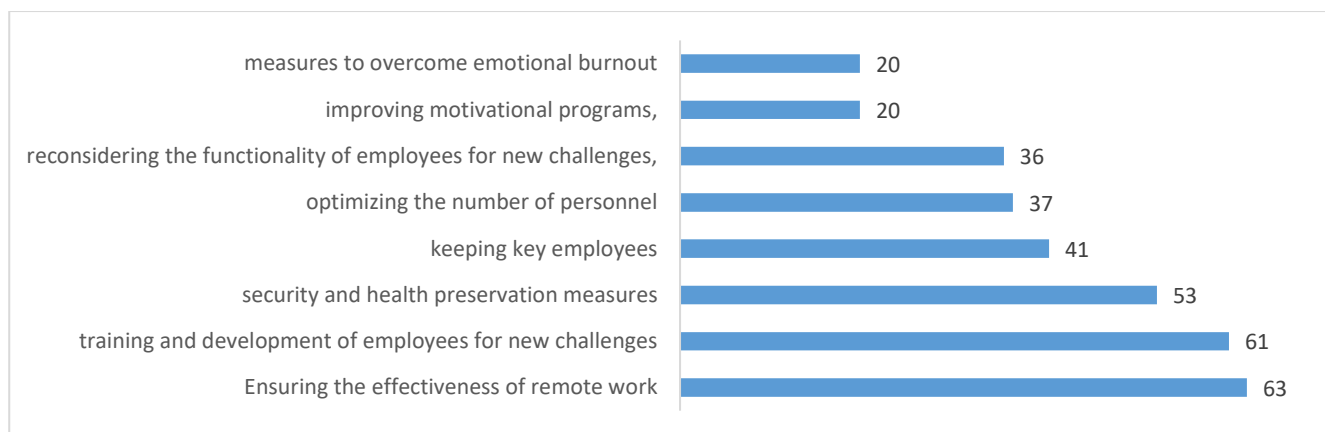 measures to overcome emotional burnout 20
improving motivational programs, 20
reconsidering the functionality of employees for new challenges, 36
optimizing the number of personnel 37
keeping key employees 41
security and health preservation measures 53
training and development of employees for new challenges 61
Ensuring the effectiveness of remote work 63